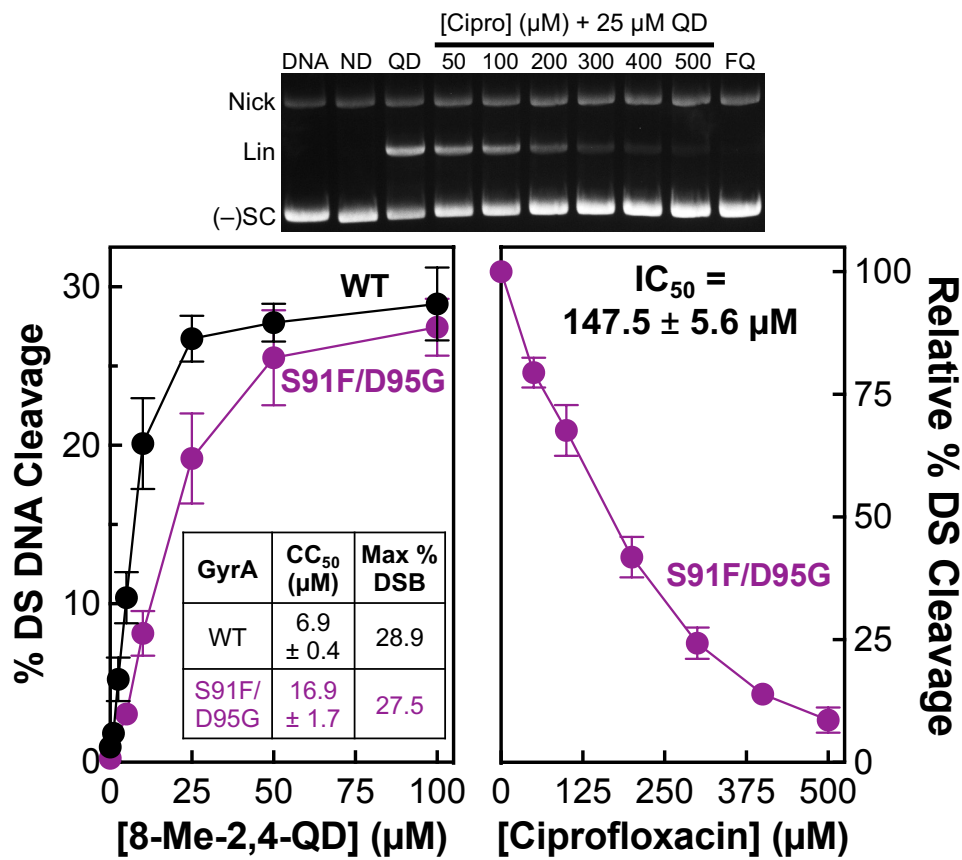 [Cipro] (µM) + 25 µM QD
DNA ND QD 50 100 200 300 400 500 FQ
Nick
Lin
(–)SC
% DS DNA Cleavage
30
20
10
0
WT
S91F/D95G
GyrA CC50 (µM) Max % DSB
WT 6.9 ± 0.4 28.9
S91F/D95G 16.9 ± 1.7 27.5
0 25 50 75 100
[8-Me-2,4-QD] (µM)
IC50 =
147.5 ± 5.6 µM
S91F/D95G
100
75
50
25
0
Relative % DS Cleavage
0 125 250 375 500
[Ciprofloxacin] (µM)